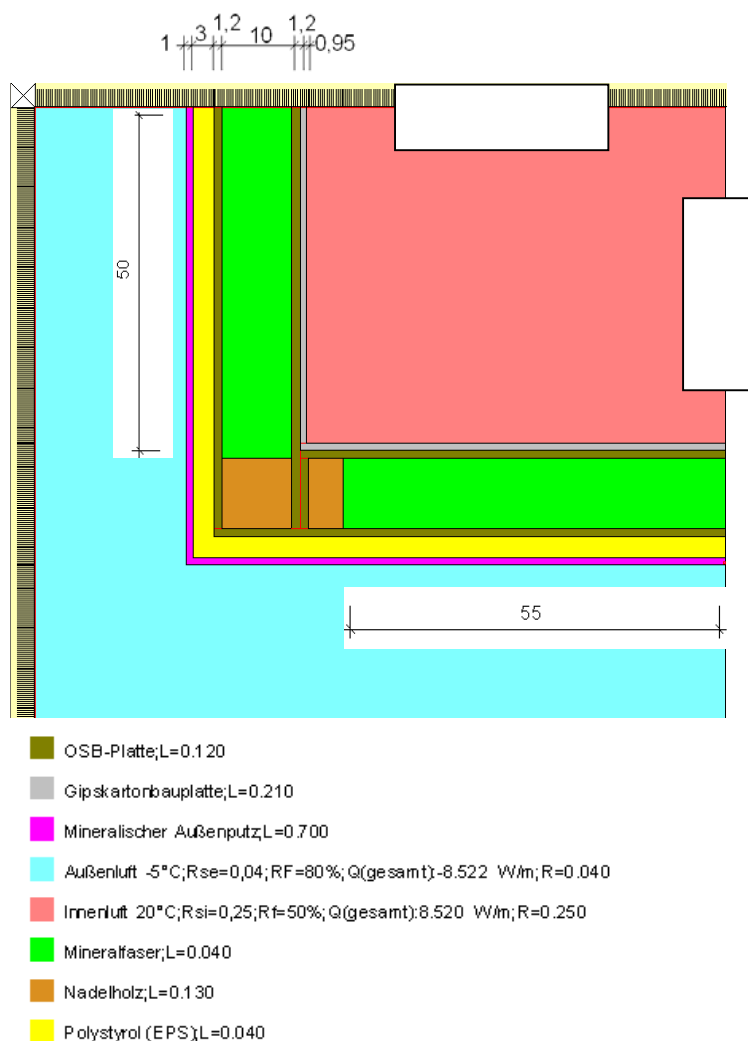 1,2 1,2
1 3 10 0,95
50
55
OSB-Platte;L=0.120
Gipskartonbauplatte;L=0.210
Mineralischer Außenputz;L=0.700
Außenluft -5°C;Rse=0,04;RF=80%;Q(gesamt):-8.522 W/m;R=0.040
Innenluft 20°C;Rsi=0,25;Rf=50%;Q(gesamt):8.520 W/m;R=0.250
Mineralfaser;L=0.040
Nadelholz;L=0.130
Polystyrol (EPS);L=0.040